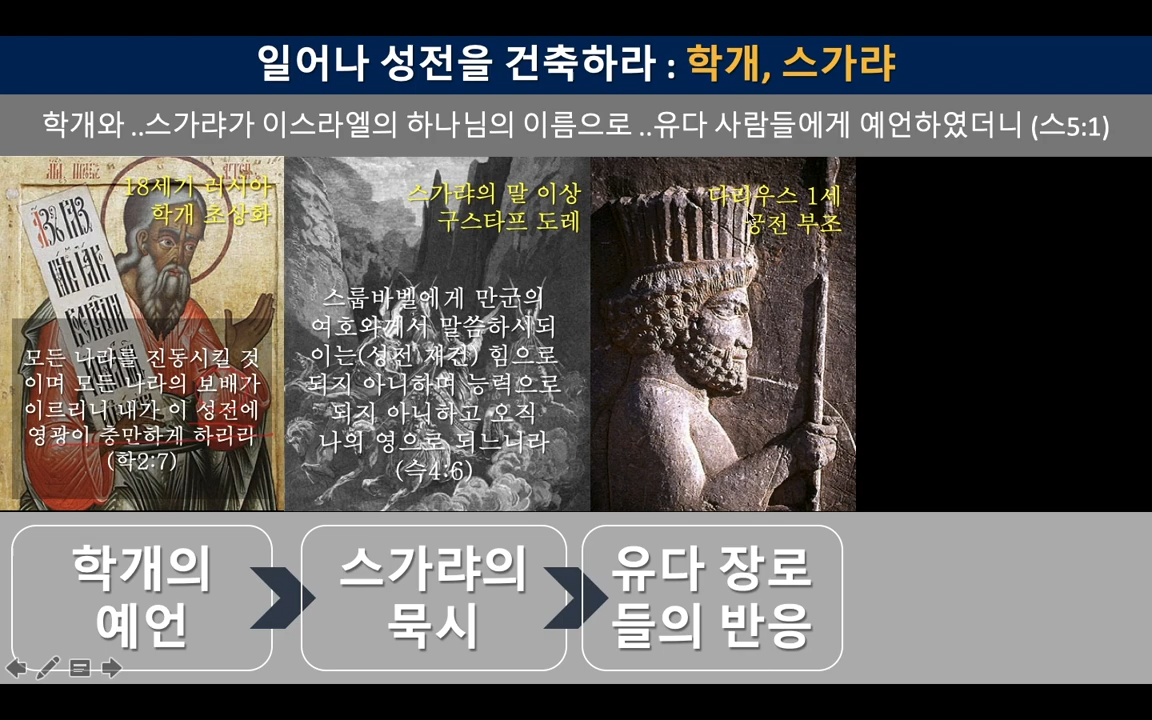 일어나 성전을 건축하라 : 학개, 스가랴
학개와 ..스가랴가 이스라엘의 하나님의 이름으로 ..유다 사람들에게 예언하였더니 (스5:1)
18세기 러시아
학개 초상화
모든 나라를 진동시킬 것
이며 모든 나라의 보배가
이르리니 내가 이 성전에
영광이 충만하게 하리라
(학2:7)
스가랴의 말 이상
구스타프 도레
스룹바벨에게 만군의
여호와께서 말씀하시되
이는(성전 재건) 힘으로
되지 아니하며 능력으로
되지 아니하고 오직
나의 영으로 되느니라
(슥4:6)
다리우스 1세
궁전 부조
학개의
예언
스가랴의
묵시
유다 장로
들의 반응